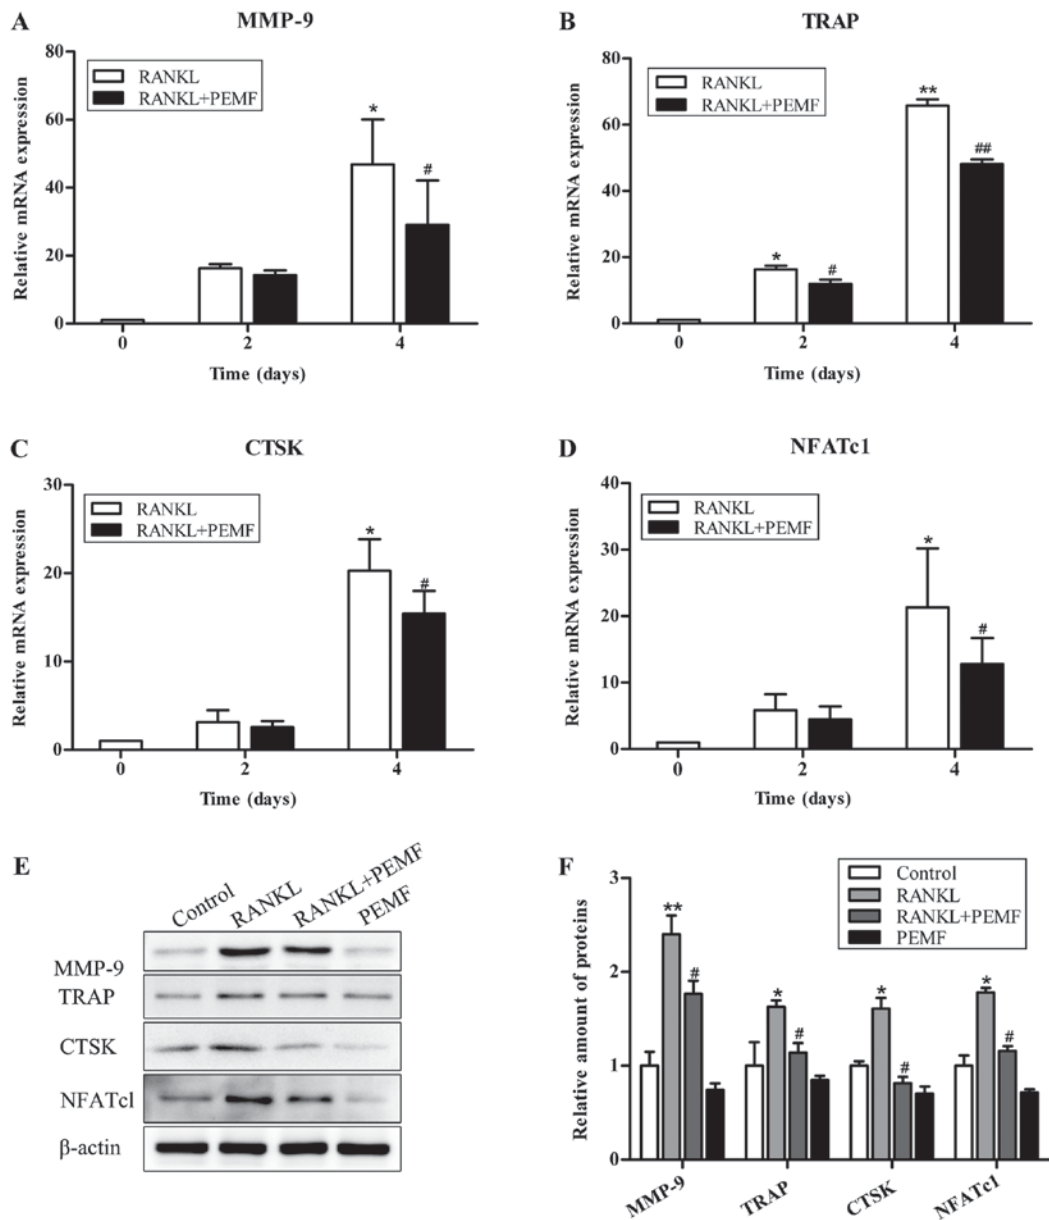 A
MMP-9
Relative mRNA expression
80
60
40
20
0
RANKL
RANKL+PEMF
*
#
0 2 4
Time (days)
B
TRAP
Relative mRNA expression
80
60
40
20
0
RANKL
RANKL+PEMF
*
#
**
##
0 2 4
Time (days)
C
CTSK
Relative mRNA expression
30
20
10
0
RANKL
RANKL+PEMF
*
#
0 2 4
Time (days)
D
NFATc1
Relative mRNA expression
40
30
20
10
0
RANKL
RANKL+PEMF
*
#
0 2 4
Time (days)
E
Control RANKL RANKL+PEMF PEMF
MMP-9
TRAP
CTSK
NFATcl
β-actin
F
Relative amount of proteins
3
2
1
0
Control
RANKL
RANKL+PEMF
PEMF
**
#
*
#
*
#
*
#
MMP-9 TRAP CTSK NFATc1